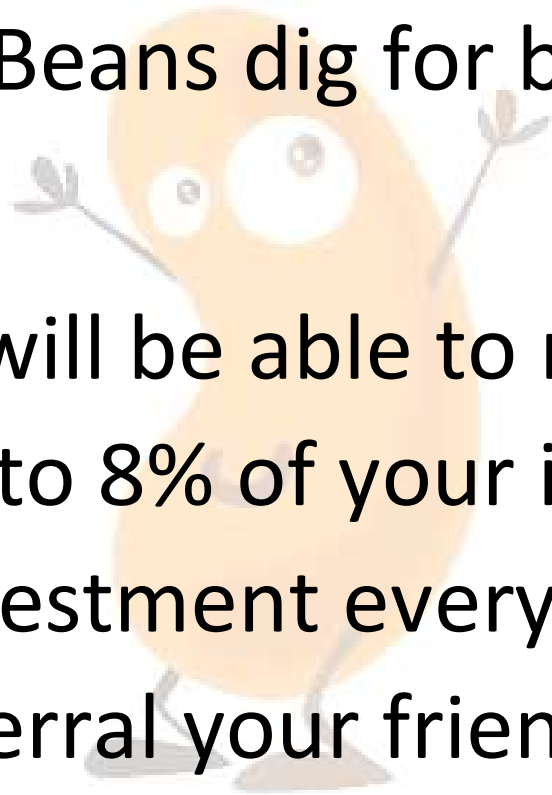 Beans dig for b
will be able to
to 8% of your i
estment every
erral your frien